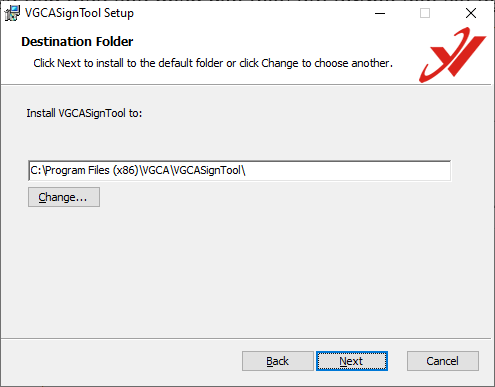 VGCASignTool Setup
Destination Folder
Click Next to install to the default folder or click Change to choose another.
Install VGCASignTool to:
C:\Program Files (x86)\VGCA\VGCASignTool\
Change...
Back
Next
Cancel